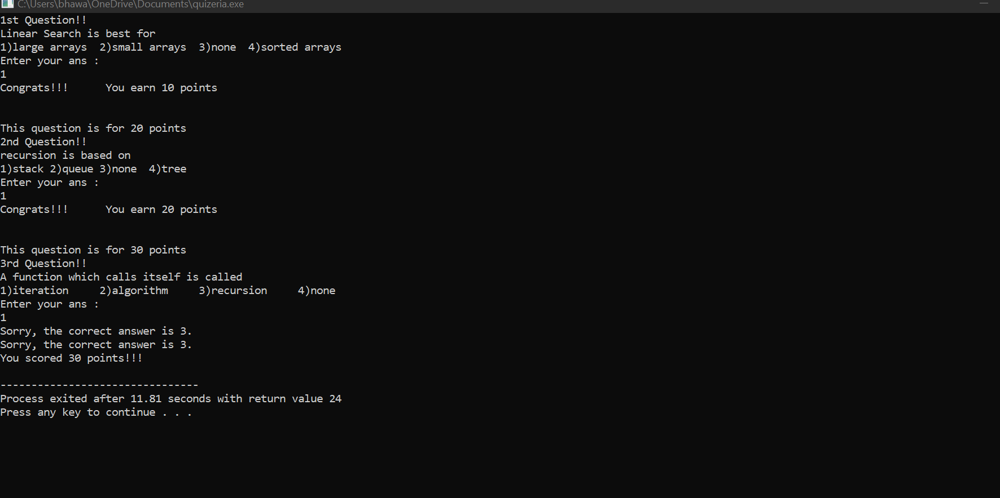 C:\Users\bhawa\OneDrive\Documents\quizeria.exe
1st Question!!
Linear Search is best for
1)large arrays  2)small arrays  3)none  4)sorted arrays
Enter your ans :
1
Congrats!!!      You earn 10 points
This question is for 20 points
2nd Question!!
recursion is based on
1)stack 2)queue 3)none  4)tree
Enter your ans :
1
Congrats!!!      You earn 20 points
This question is for 30 points
3rd Question!!
A function which calls itself is called
1)iteration     2)algorithm     3)recursion     4)none
Enter your ans :
1
Sorry, the correct answer is 3.
Sorry, the correct answer is 3.
You scored 30 points!!!
--------------------------------
Process exited after 11.81 seconds with return value 24
Press any key to continue . . .